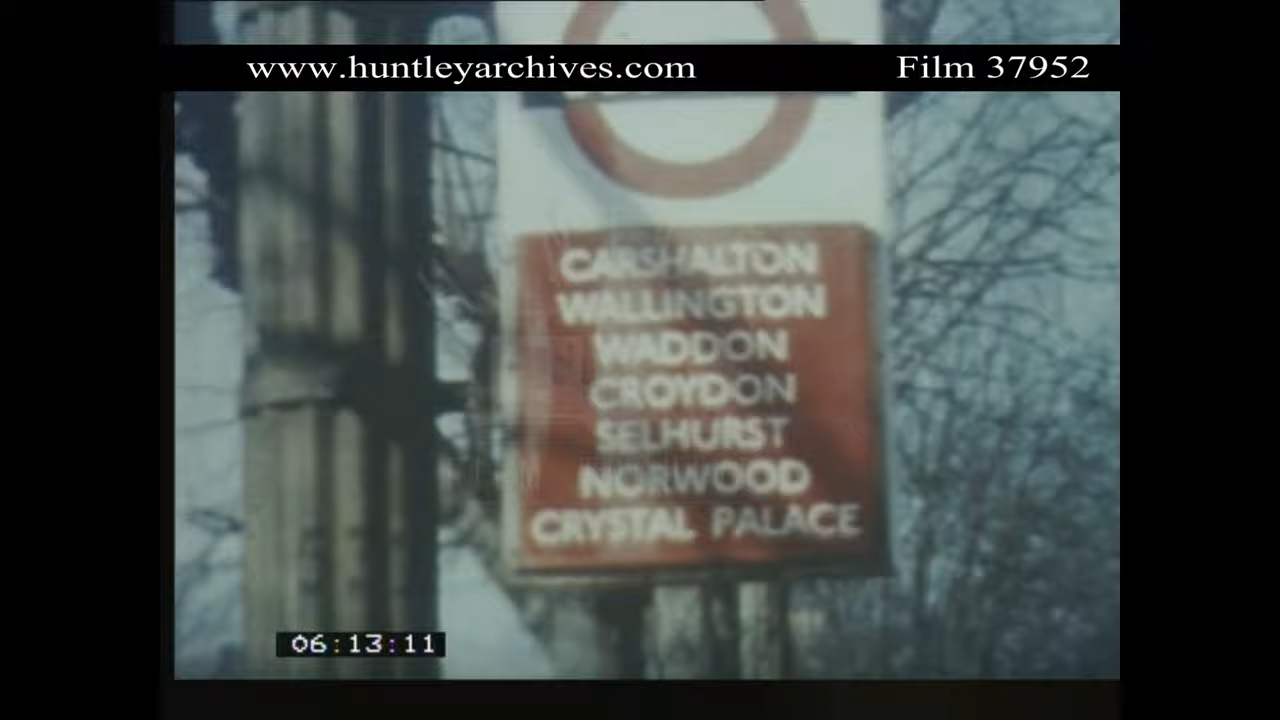 www.huntleyarchives.com Film 37952
CARSHALTON
WALLINGTON
WADDON
CROYDON
SELHURST
NORWOOD
CRYSTAL PALACE
06:13:11